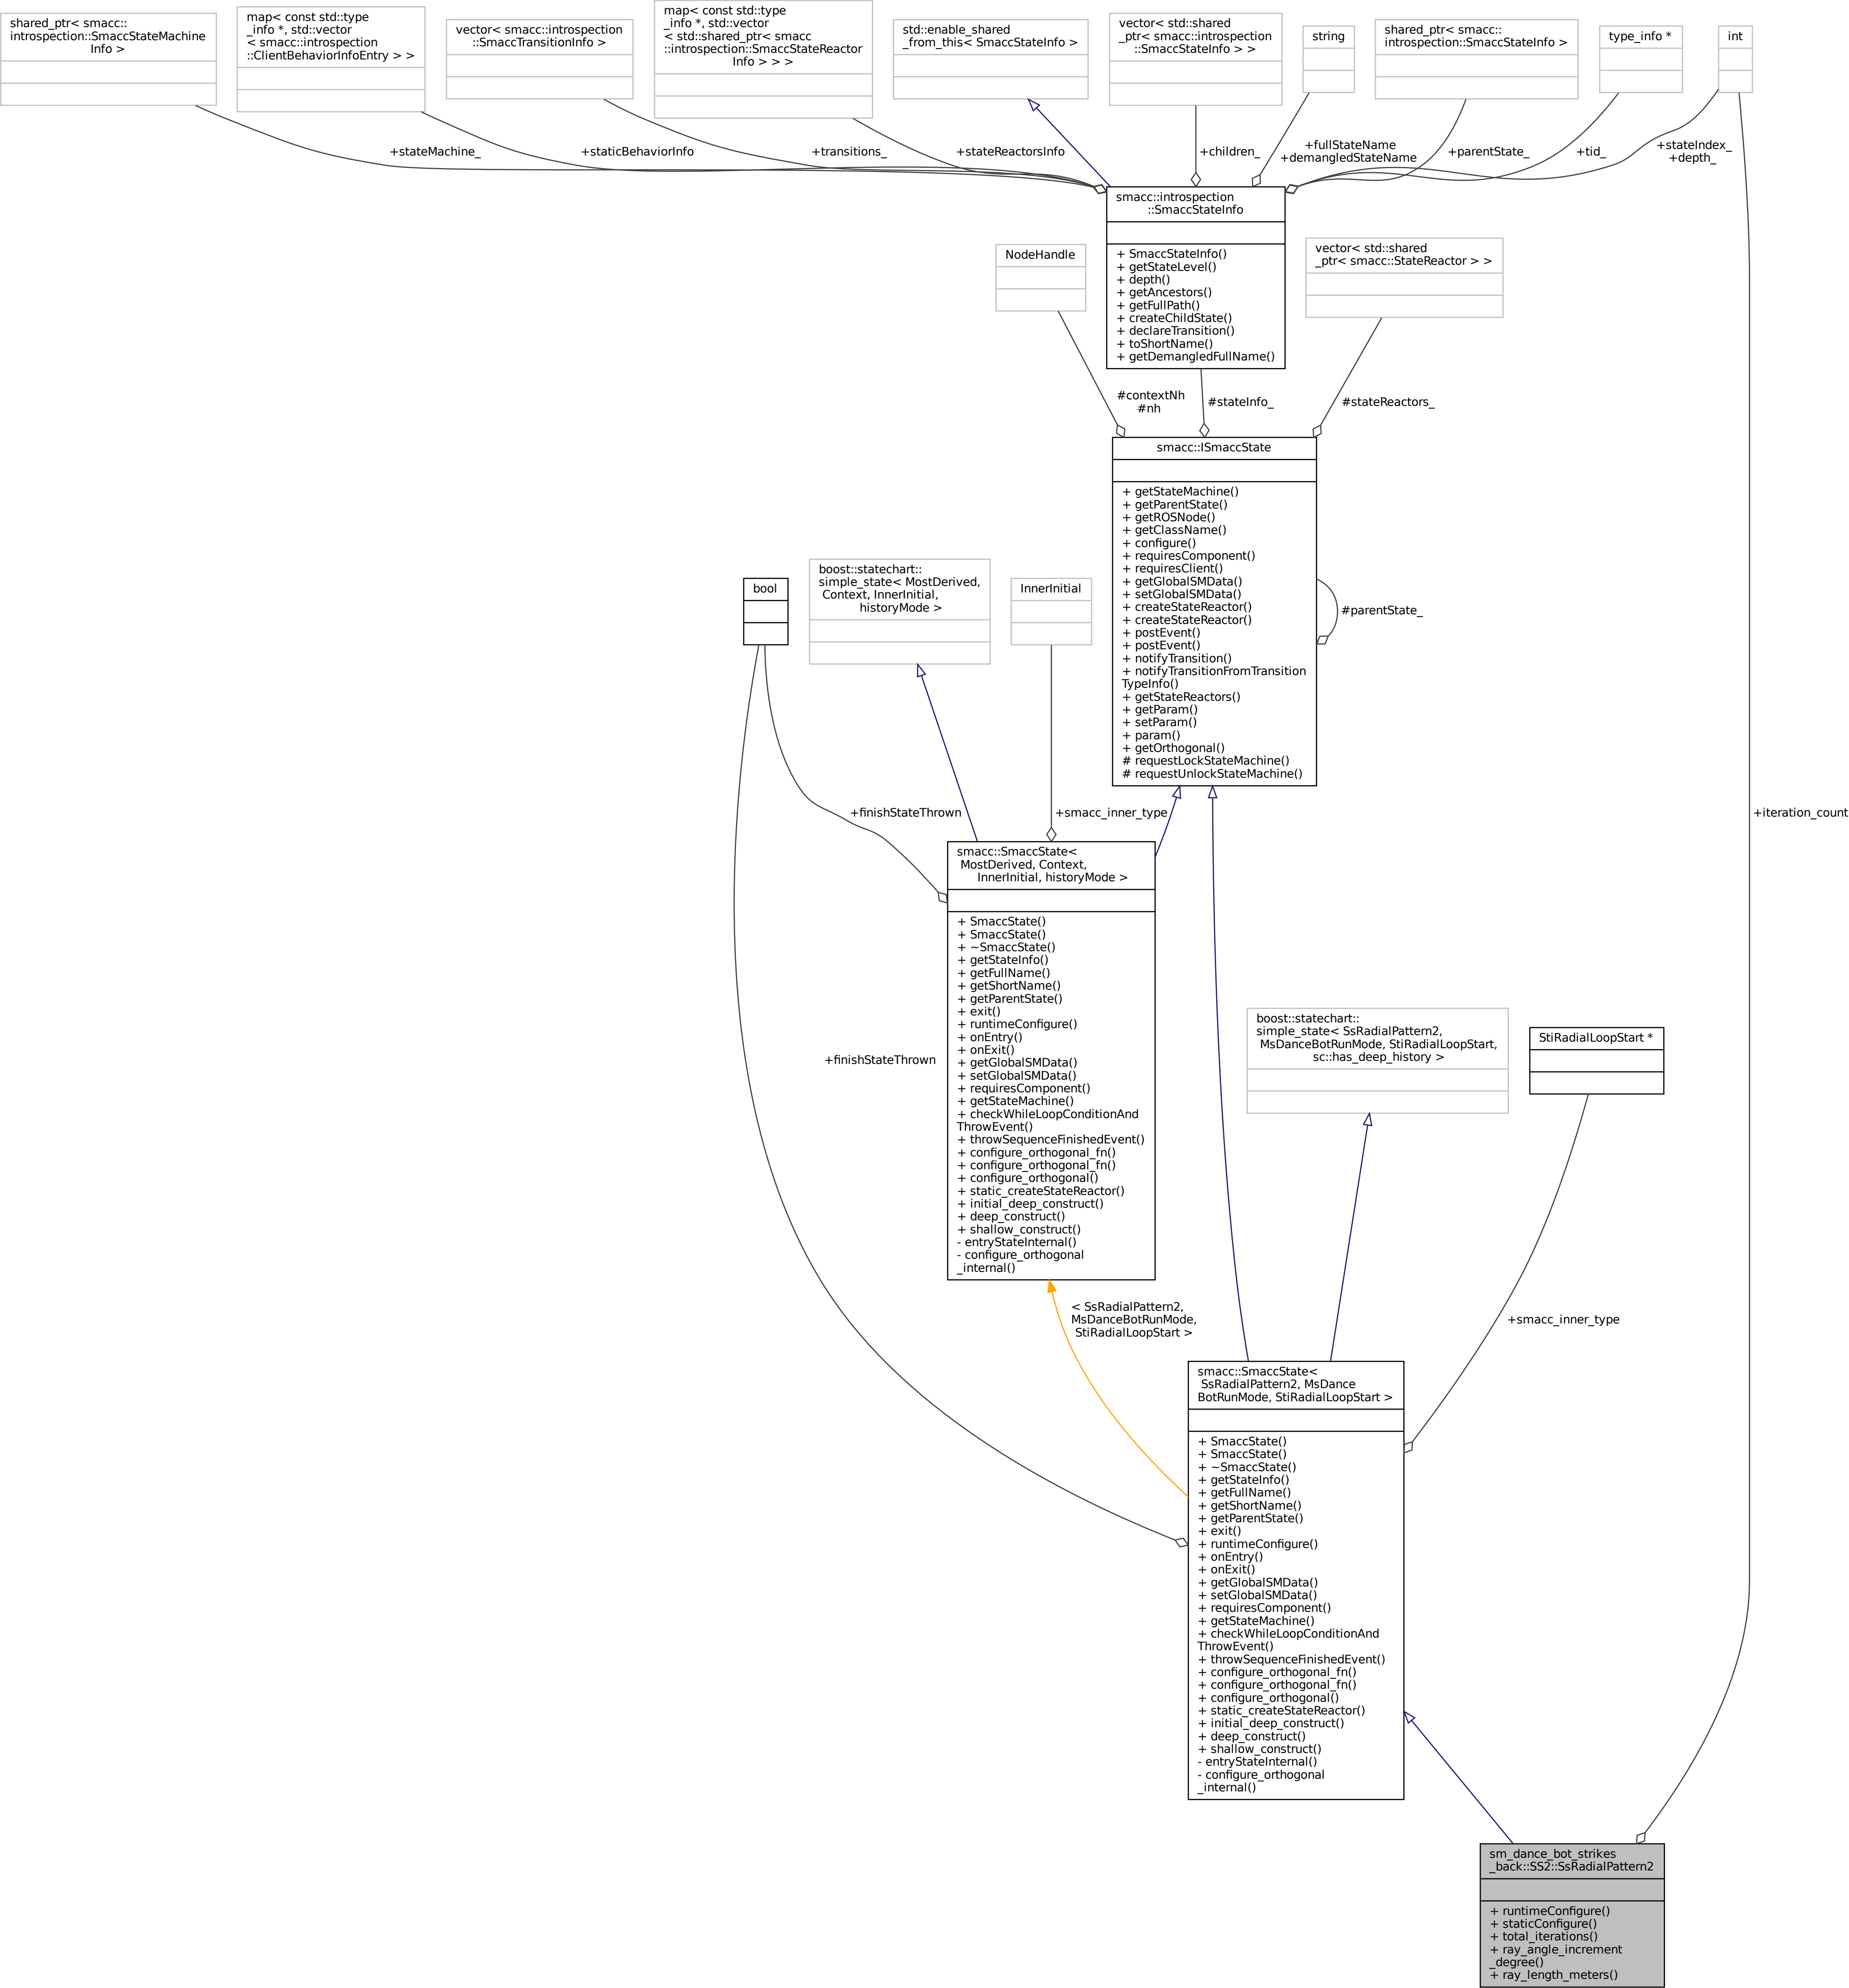 shared_ptr< smacc::
introspection::SmaccStateMachine
Info >
map< const std::type
_info *, std::vector
< smacc::introspection
::ClientBehaviorInfoEntry > >
vector< smacc::introspection
::SmaccTransitionInfo >
map< const std::type
_info *, std::vector
< std::shared_ptr< smacc
::introspection::SmaccStateReactor
Info > > >
std::enable_shared
_from_this< SmaccStateInfo >
vector< std::shared
_ptr< smacc::introspection
::SmaccStateInfo > >
string
shared_ptr< smacc::
introspection::SmaccStateInfo >
type_info *
int
+stateMachine_
+staticBehaviorInfo
+transitions_
+stateReactorsInfo
+children_
+fullStateName
+demangledStateName
+parentState_
+tid_
+stateIndex_
+depth_
smacc::introspection
::SmaccStateInfo
+ SmaccStateInfo()
+ getStateLevel()
+ depth()
+ getAncestors()
+ getFullPath()
+ createChildState()
+ declareTransition()
+ toShortName()
+ getDemangledFullName()
NodeHandle
vector< std::shared
_ptr< smacc::StateReactor > >
#contextNh
#nh
#stateInfo_
#stateReactors_
smacc::ISmaccState
+ getStateMachine()
+ getParentState()
+ getROSNode()
+ getClassName()
+ configure()
+ requiresComponent()
+ requiresClient()
+ getGlobalSMData()
+ setGlobalSMData()
+ createStateReactor()
+ createStateReactor()
+ postEvent()
+ postEvent()
+ notifyTransition()
+ notifyTransitionFromTransition
TypeInfo()
+ getStateReactors()
+ getParam()
+ setParam()
+ param()
+ getOrthogonal()
# requestLockStateMachine()
# requestUnlockStateMachine()
#parentState_
bool
boost::statechart::
simple_state< MostDerived,
Context, InnerInitial,
historyMode >
InnerInitial
+finishStateThrown
+smacc_inner_type
+iteration_count
smacc::SmaccState<
MostDerived, Context,
InnerInitial, historyMode >
+ SmaccState()
+ SmaccState()
+ ~SmaccState()
+ getStateInfo()
+ getFullName()
+ getShortName()
+ getParentState()
+ exit()
+ runtimeConfigure()
+ onEntry()
+ onExit()
+ getGlobalSMData()
+ setGlobalSMData()
+ requiresComponent()
+ getStateMachine()
+ checkWhileLoopConditionAnd
ThrowEvent()
+ throwSequenceFinishedEvent()
+ configure_orthogonal_fn()
+ configure_orthogonal_fn()
+ configure_orthogonal()
+ static_createStateReactor()
+ initial_deep_construct()
+ deep_construct()
+ shallow_construct()
- entryStateInternal()
- configure_orthogonal
_internal()
+finishStateThrown
boost::statechart::
simple_state< SsRadialPattern2,
MsDanceBotRunMode, StiRadialLoopStart,
sc::has_deep_history >
StiRadialLoopStart *
< SsRadialPattern2,
MsDanceBotRunMode,
StiRadialLoopStart >
+smacc_inner_type
smacc::SmaccState<
SsRadialPattern2, MsDance
BotRunMode, StiRadialLoopStart >
+ SmaccState()
+ SmaccState()
+ ~SmaccState()
+ getStateInfo()
+ getFullName()
+ getShortName()
+ getParentState()
+ exit()
+ runtimeConfigure()
+ onEntry()
+ onExit()
+ getGlobalSMData()
+ setGlobalSMData()
+ requiresComponent()
+ getStateMachine()
+ checkWhileLoopConditionAnd
ThrowEvent()
+ throwSequenceFinishedEvent()
+ configure_orthogonal_fn()
+ configure_orthogonal_fn()
+ configure_orthogonal()
+ static_createStateReactor()
+ initial_deep_construct()
+ deep_construct()
+ shallow_construct()
- entryStateInternal()
- configure_orthogonal
_internal()
sm_dance_bot_strikes
_back::SS2::SsRadialPattern2
+ runtimeConfigure()
+ staticConfigure()
+ total_iterations()
+ ray_angle_increment
_degree()
+ ray_length_meters()